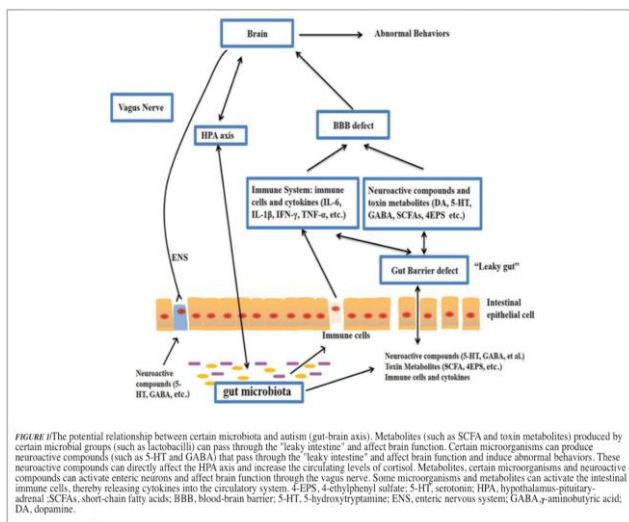 Brain
Abnormal Behaviors
Vagus Nerve
HPA axis
BBB defect
Immune System: immune
cells and cytokines (IL-6,
IL-1β, IFN-γ, TNF-α, etc.)
Neuroactive compounds and
toxin metabolites (DA, 5-HT,
GABA, SCFAs, 4EPS etc.)
ENS
Gut Barrier defect
“Leaky gut”
Intestinal
epithelial cell
Immune cells
Neuroactive
compounds (5-
HT, GABA, etc.)
gut microbiota
Neuroactive compounds (5-HT, GABA, et al.)
Toxin Metabolites (SCFA, 4EPS, etc.)
Immune cells and cytokines
FIGURE 1/The potential relationship between certain microbiota and autism (gut-brain axis). Metabolites (such as SCFA and toxin metabolites) produced by
certain microbial groups (such as lactobacilli) can pass through the "leaky intestine" and affect brain function. Certain microorganisms can produce
neuroactive compounds (such as 5-HT and GABA) that pass through the "leaky intestine" and affect brain function and induce abnormal behaviors. These
neuroactive compounds can directly affect the HPA axis and increase the circulating levels of cortisol. Metabolites, certain microorganisms and neuroactive
compounds can activate enteric neurons and affect brain function through the vagus nerve. Some microorganisms and metabolites can activate the intestinal
immune cells, thereby releasing cytokines into the circulatory system. 4-EPS, 4-ethylphenyl sulfate; 5-HT, serotonin; HPA, hypothalamus-pituitary-
adrenal ;SCFAs, short-chain fatty acids; BBB, blood-brain barrier; 5-HT, 5-hydroxytryptamine; ENS, enteric nervous system; GABA,γ-aminobutyric acid;
DA, dopamine.